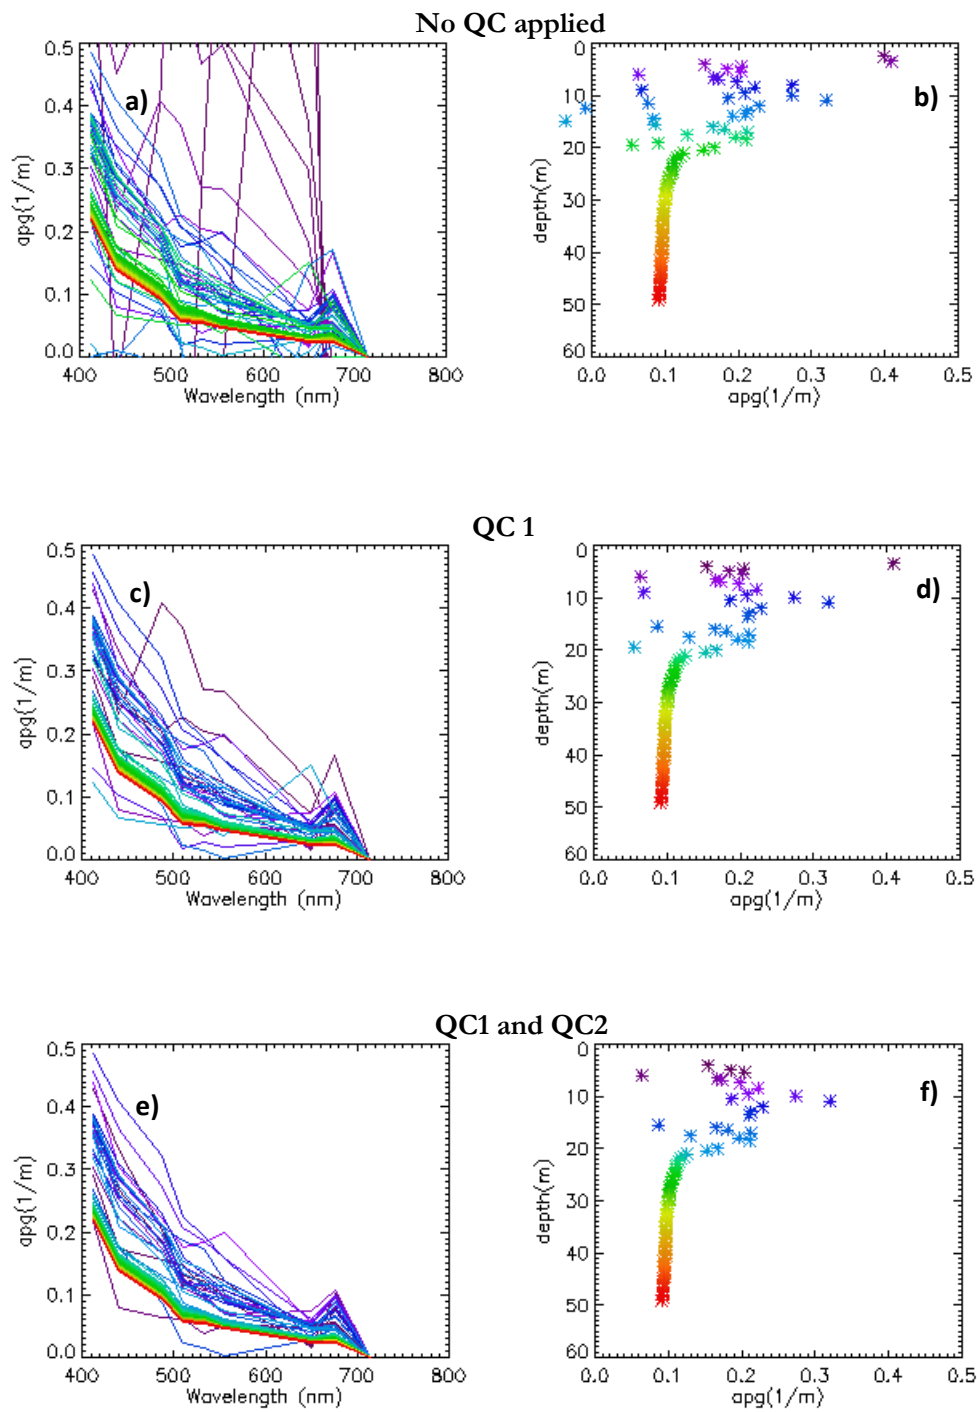 No QC applied
0.5
0.4
0.3
0.2
0.1
0.0
apg(1/m)
a)
400 500 600 700 800
Wavelength (nm)
0
10
20
30
40
50
60
depth(m)
b)
0.0 0.1 0.2 0.3 0.4 0.5
apg(1/m)
QC 1
0.5
0.4
0.3
0.2
0.1
0.0
apg(1/m)
c)
400 500 600 700 800
Wavelength (nm)
0
10
20
30
40
50
60
depth(m)
d)
0.0 0.1 0.2 0.3 0.4 0.5
apg(1/m)
QC1 and QC2
0.5
0.4
0.3
0.2
0.1
0.0
apg(1/m)
e)
400 500 600 700 800
Wavelength (nm)
0
10
20
30
40
50
60
depth(m)
f)
0.0 0.1 0.2 0.3 0.4 0.5
apg(1/m)